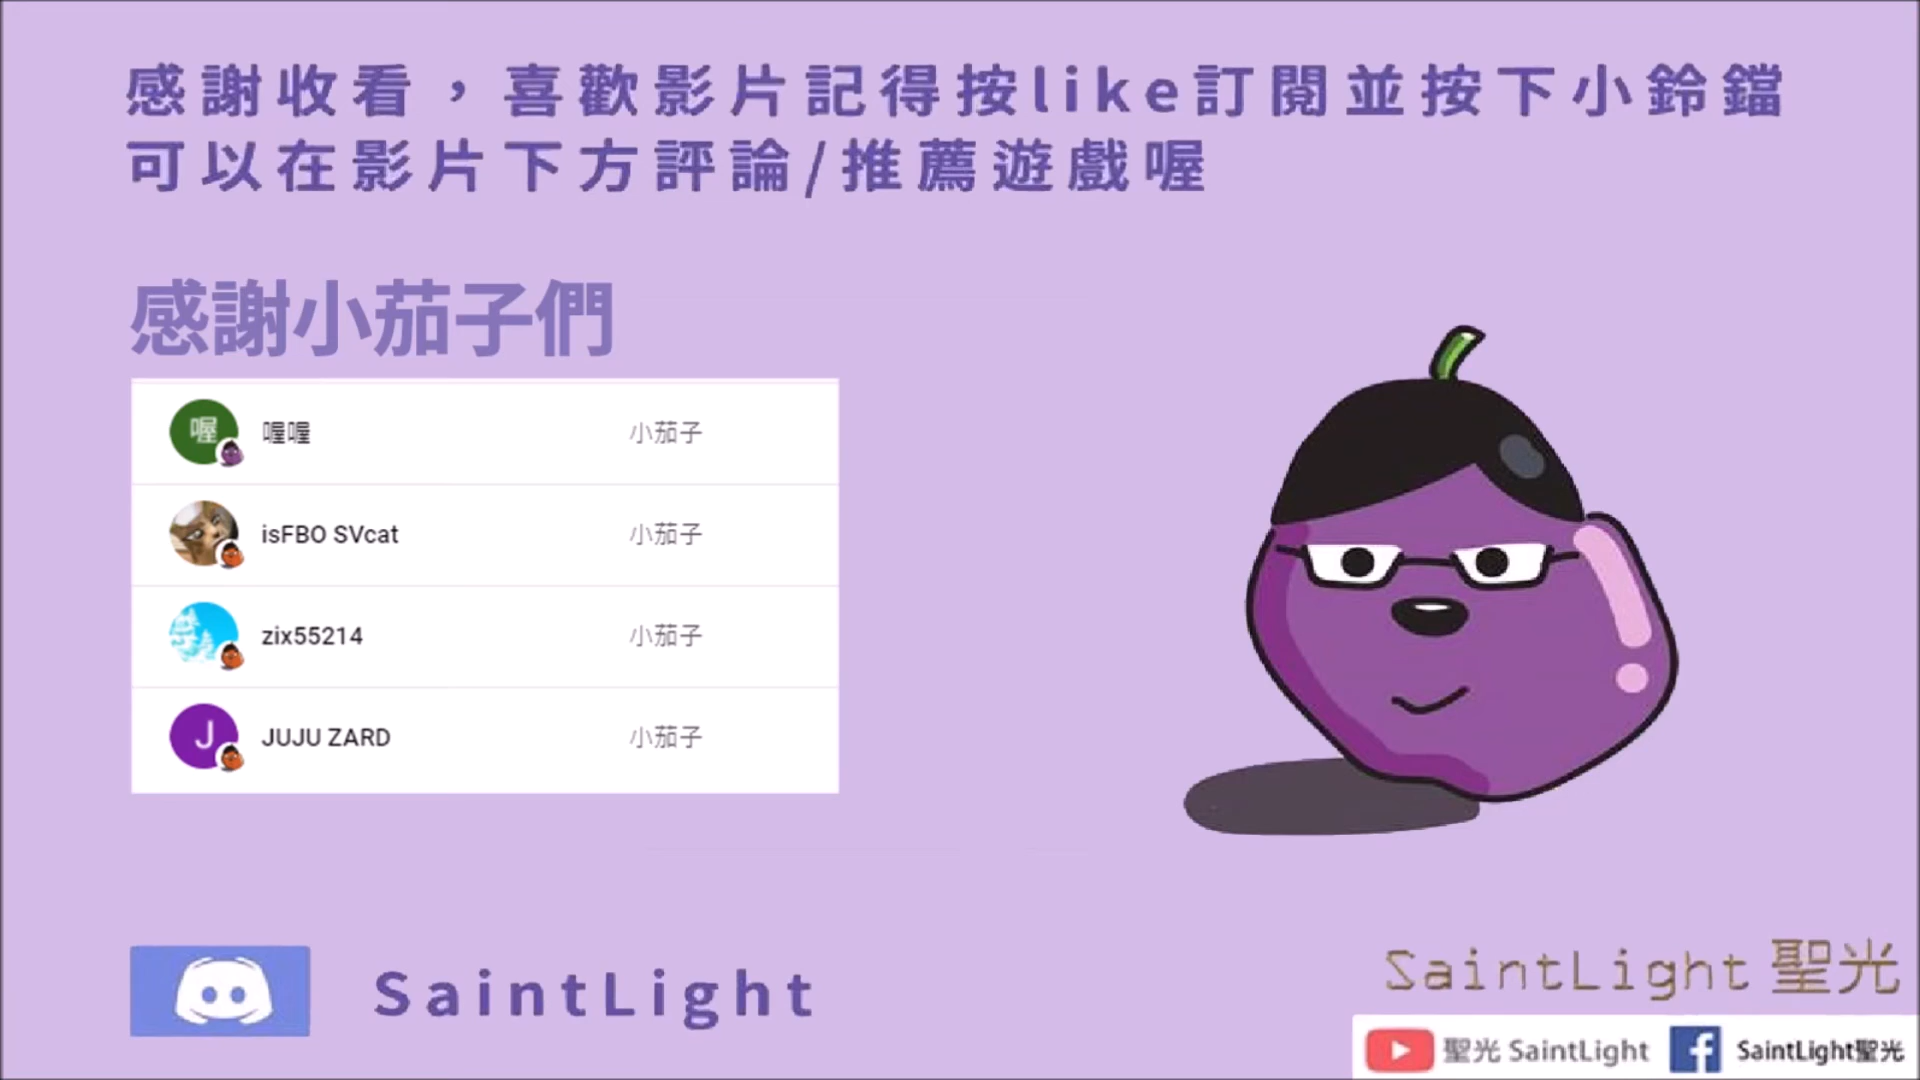 感謝收看，喜歡影片記得按like訂閱並按下小鈴鐺
可以在影片下方評論/推薦遊戲喔
感謝小茄子們
喔
喔喔 小茄子
isFBO SVcat 小茄子
zix55214 小茄子
J
JUJU ZARD 小茄子
SaintLight
SaintLight 聖光
聖光 SaintLight
f
SaintLight聖光